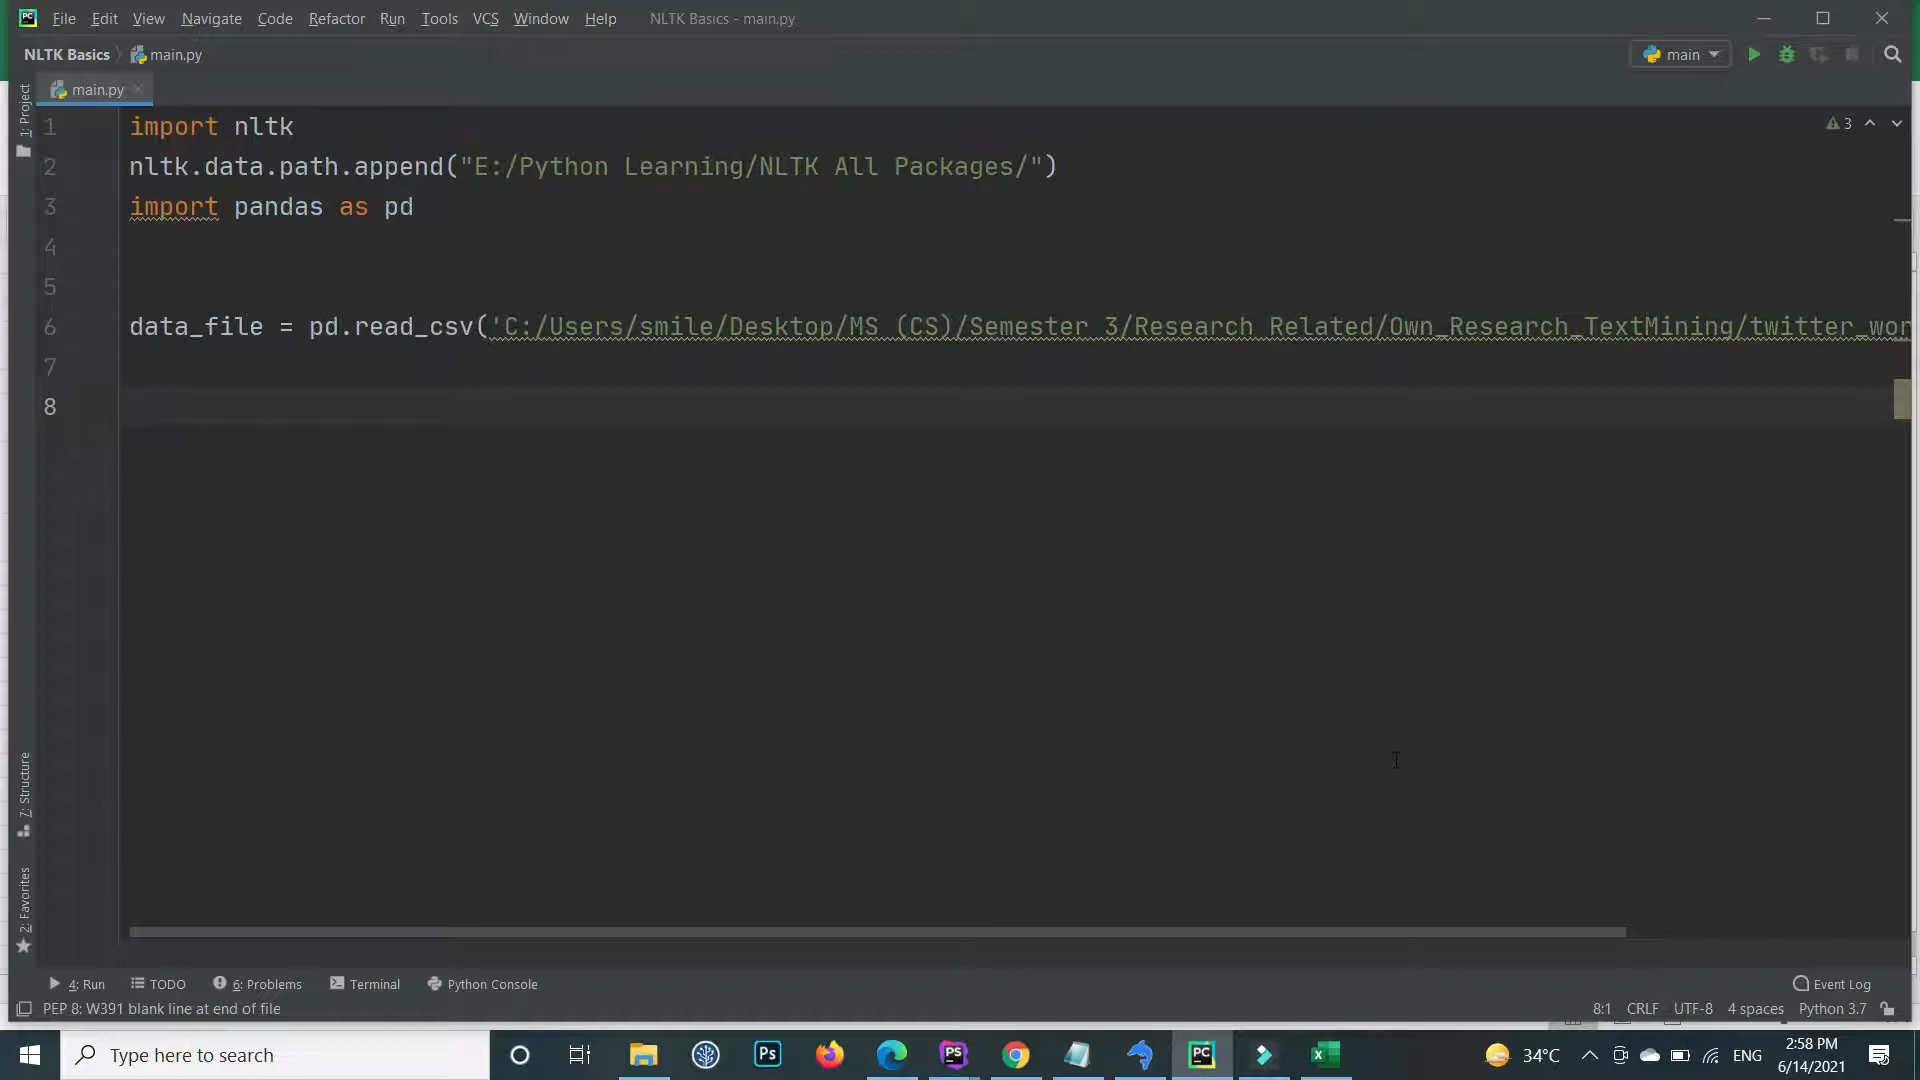 File Edit View Navigate Code Refactor Run Tools VCS Window Help NLTK Basics - main.py
NLTK Basics main.py main
main.py
1: Project
1 import nltk 3
2 nltk.data.path.append("E:/Python Learning/NLTK All Packages/")
3 import pandas as pd
4
5
6 data_file = pd.read_csv('C:/Users/smile/Desktop/MS (CS)/Semester 3/Research Related/Own_Research_TextMining/twitter_wor
7
8
7: Structure
2: Favorites
4: Run TODO 6: Problems Terminal Python Console Event Log
PEP 8: W391 blank line at end of file 8:1 CRLF UTF-8 4 spaces Python 3.7
Type here to search 34°C ENG 2:58 PM
6/14/2021